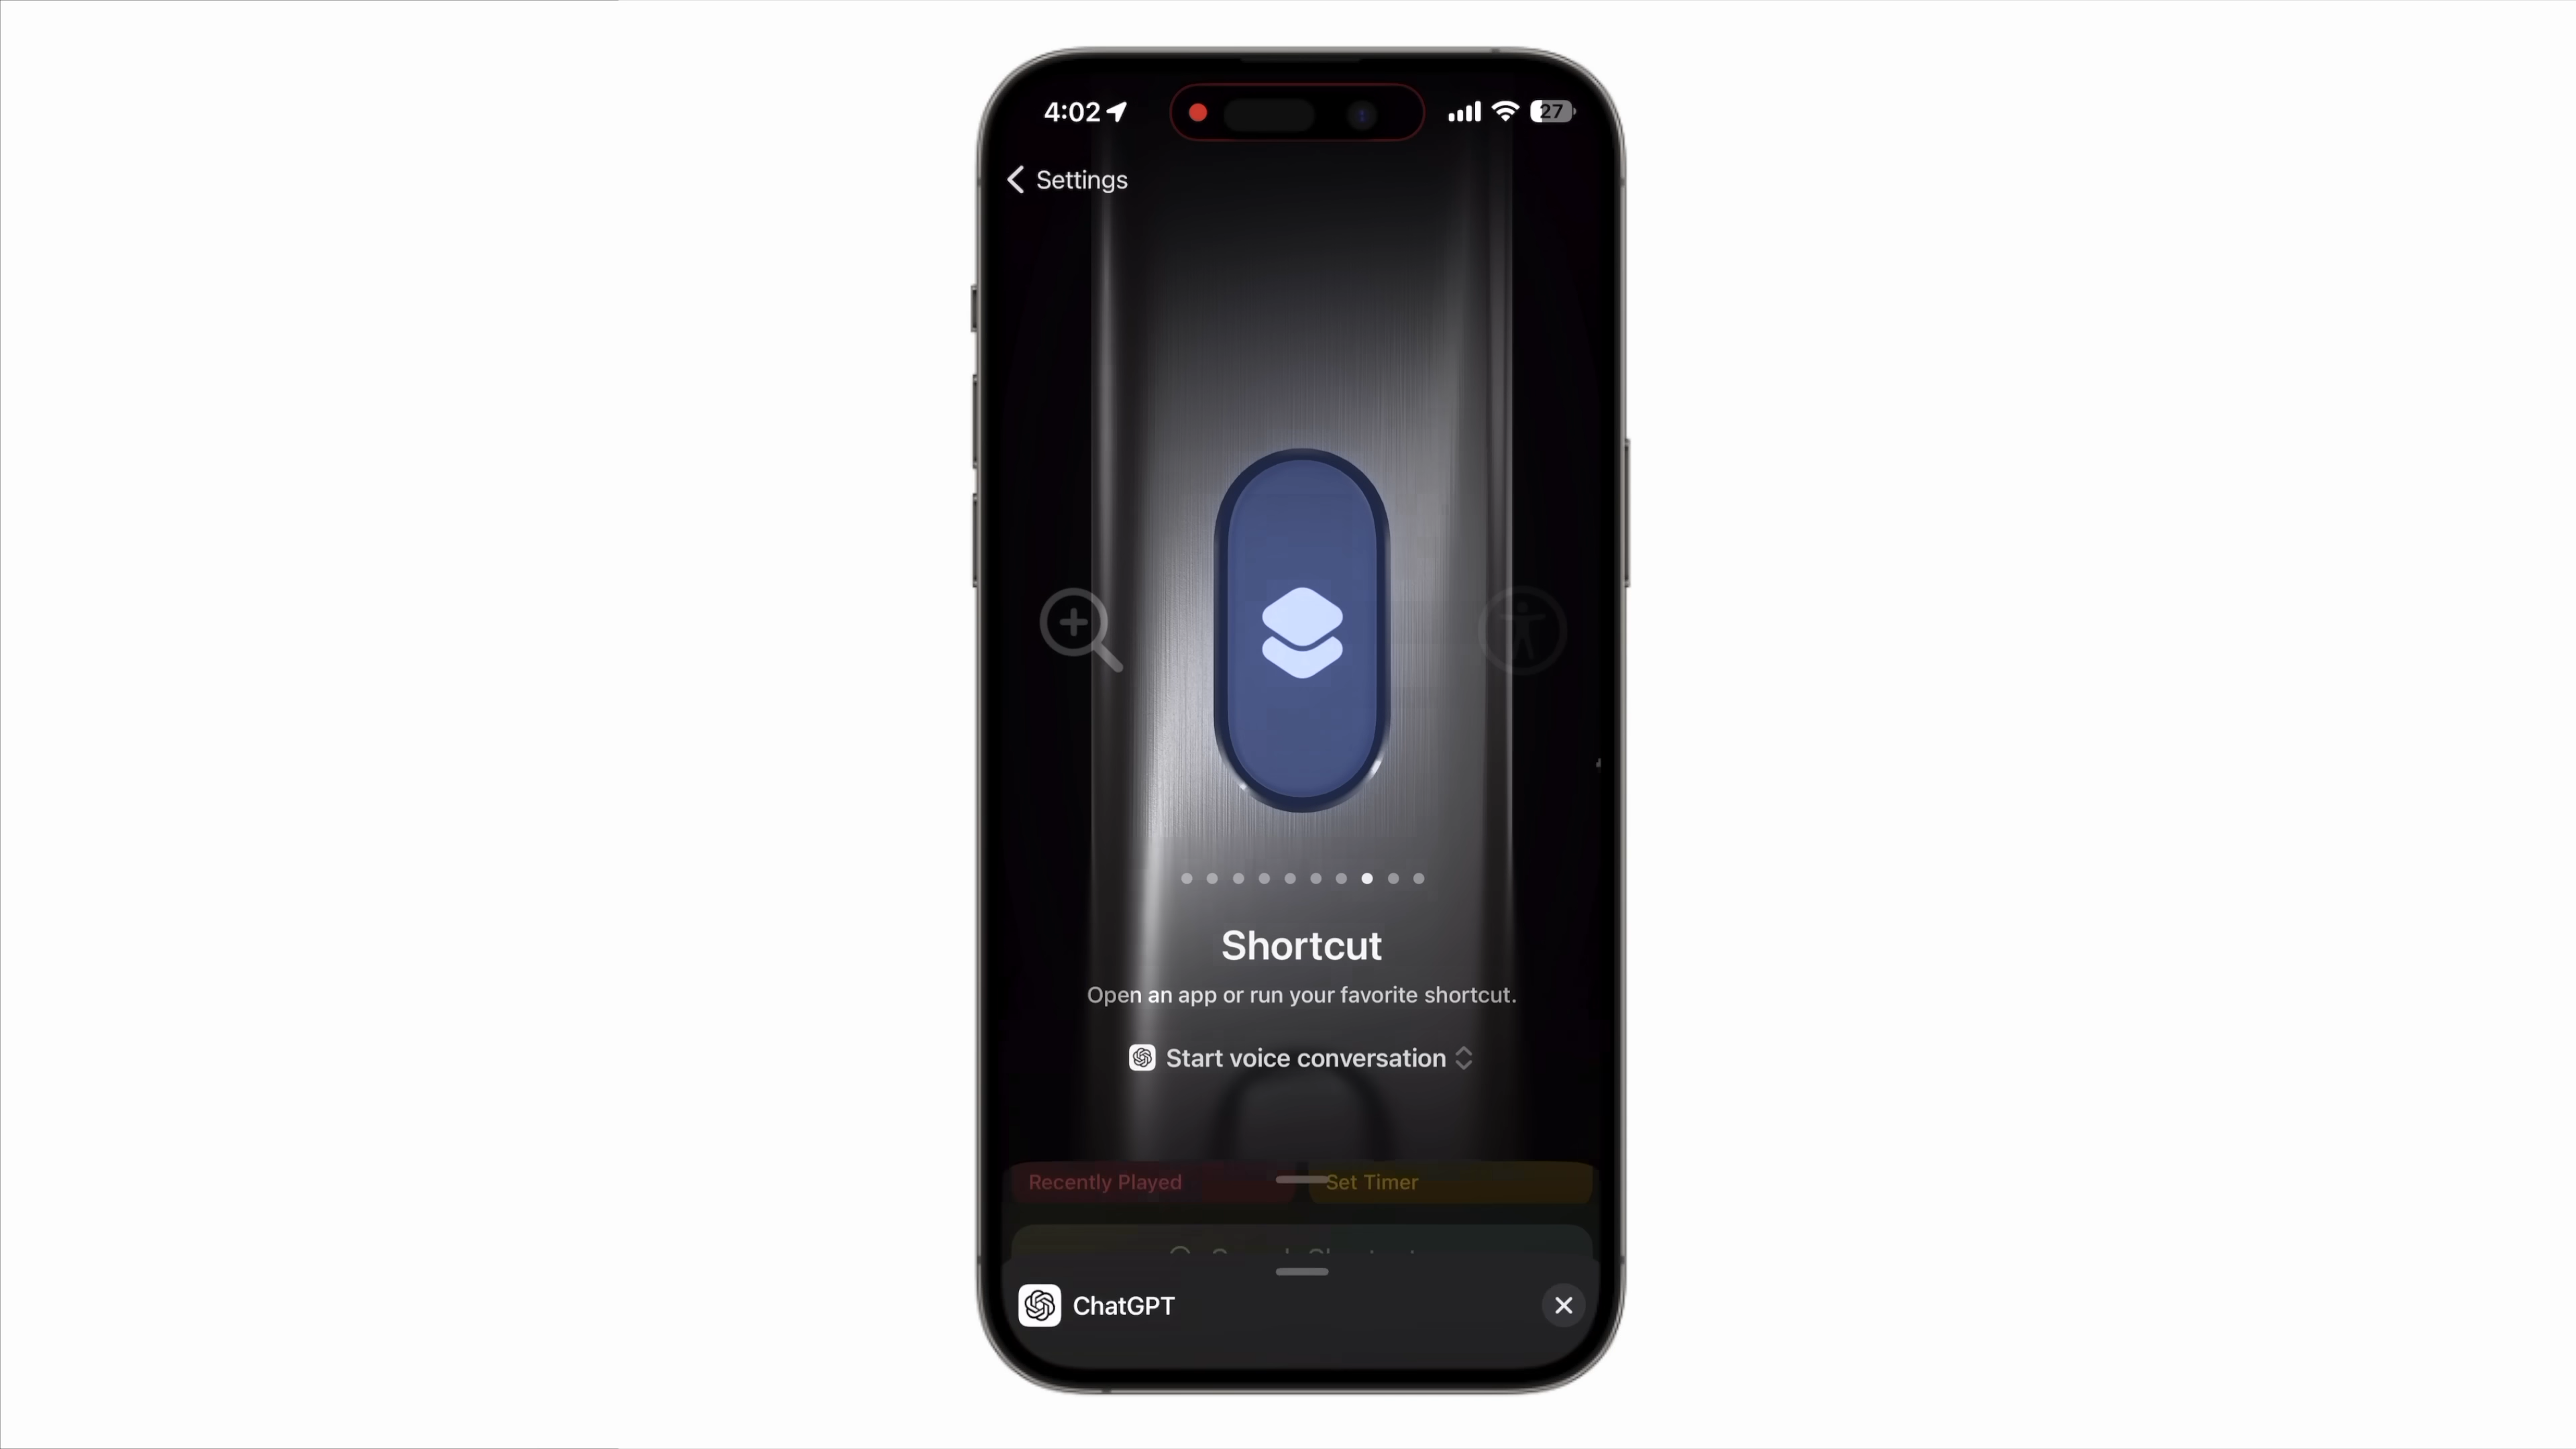 4:02
27
Settings
Shortcut
Open an app or run your favorite shortcut.
Start voice conversation
Recently Played
Set Timer
ChatGPT